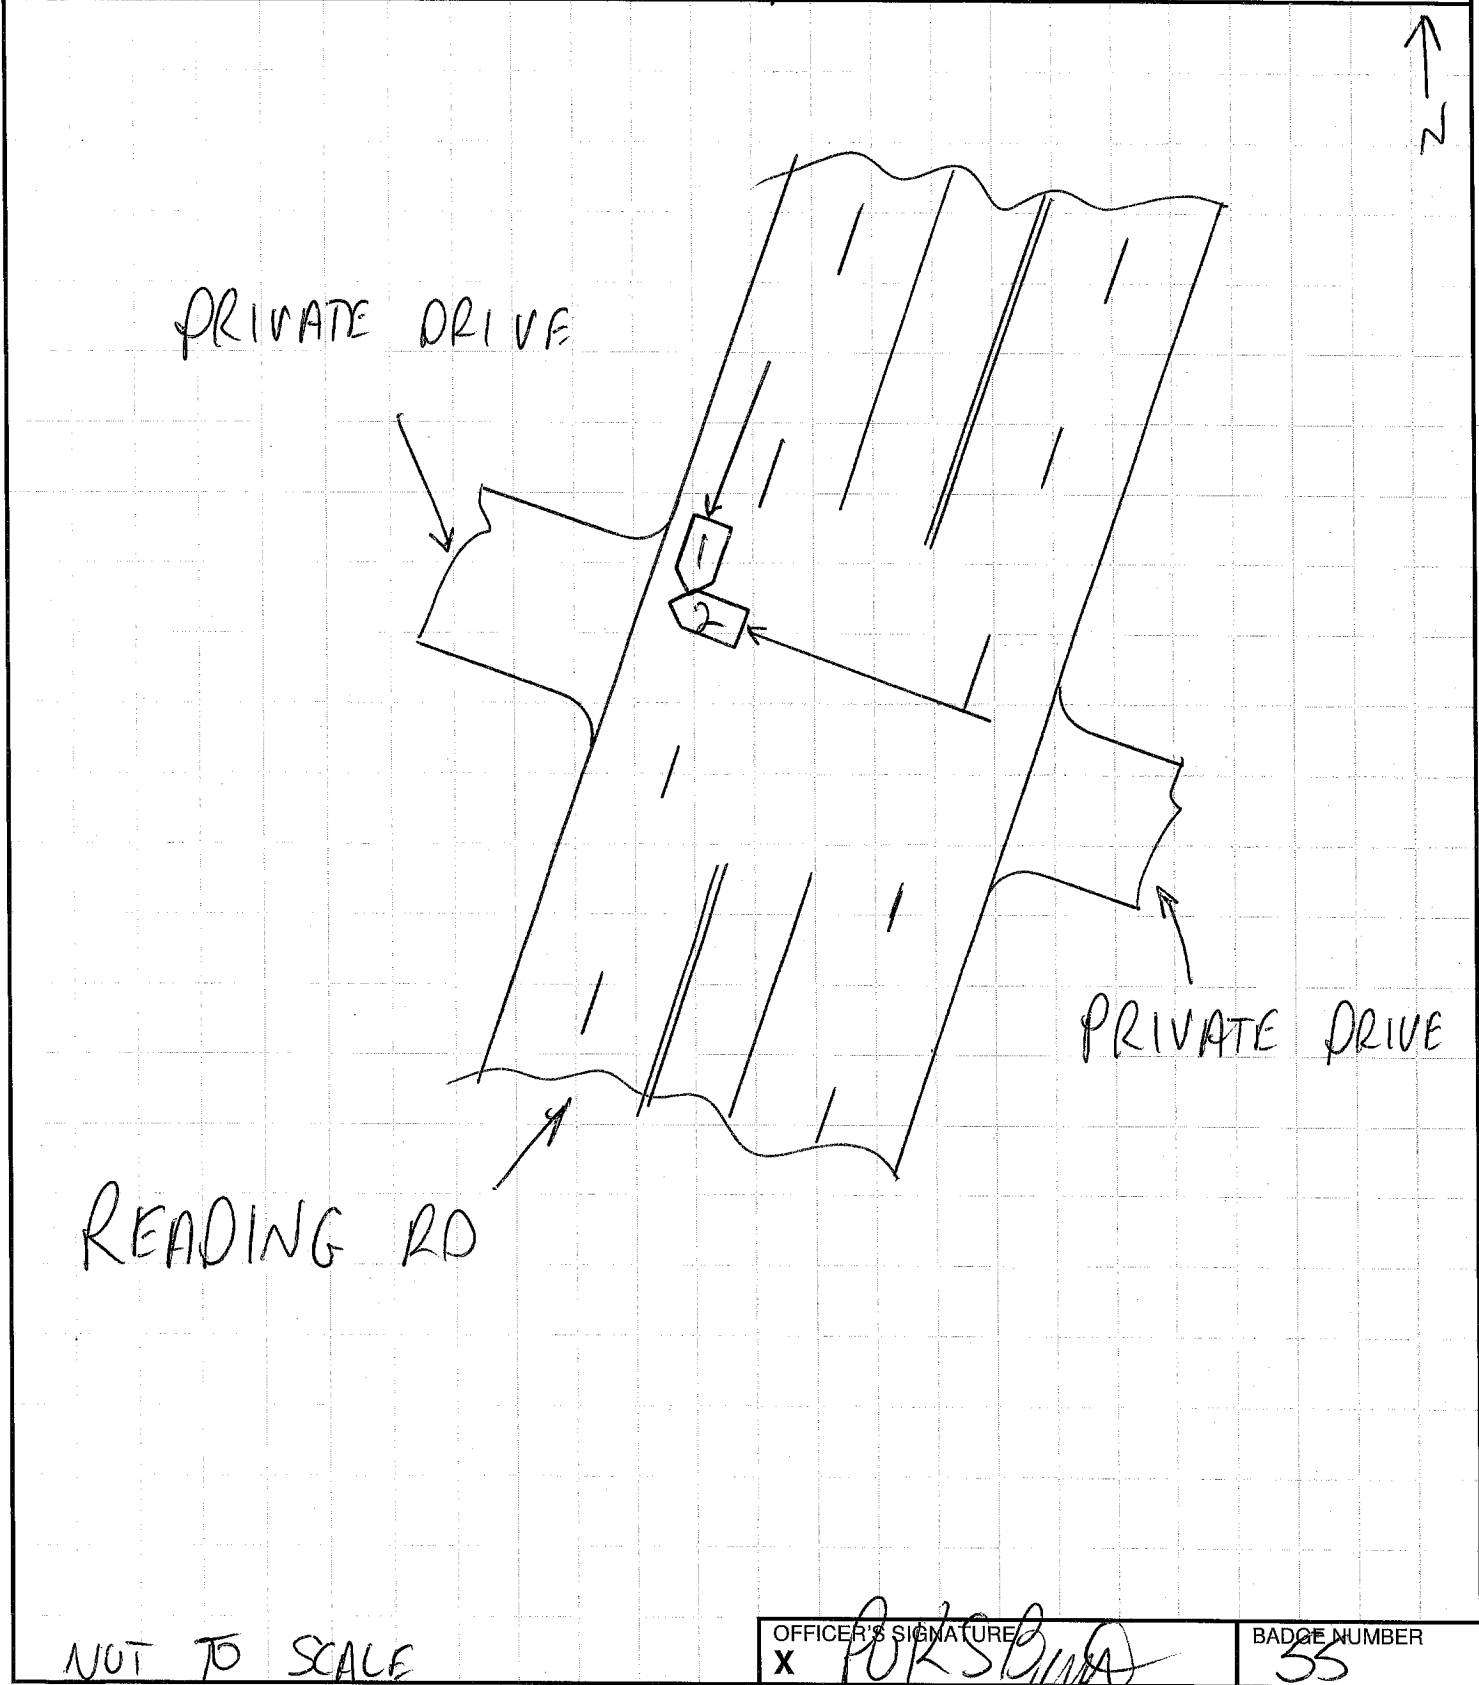 N
PRIVATE DRIVE
1
2
PRIVATE DRIVE
READING RD
NOT TO SCALE
OFFICER'S SIGNATURE
X
BADGE NUMBER
55